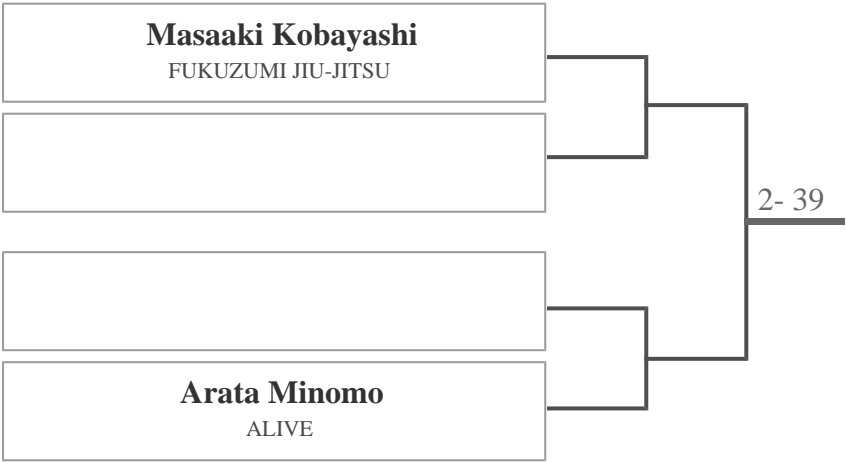 Masaaki Kobayashi
FUKUZUMI JIU-JITSU
2- 39
Arata Minomo
ALIVE